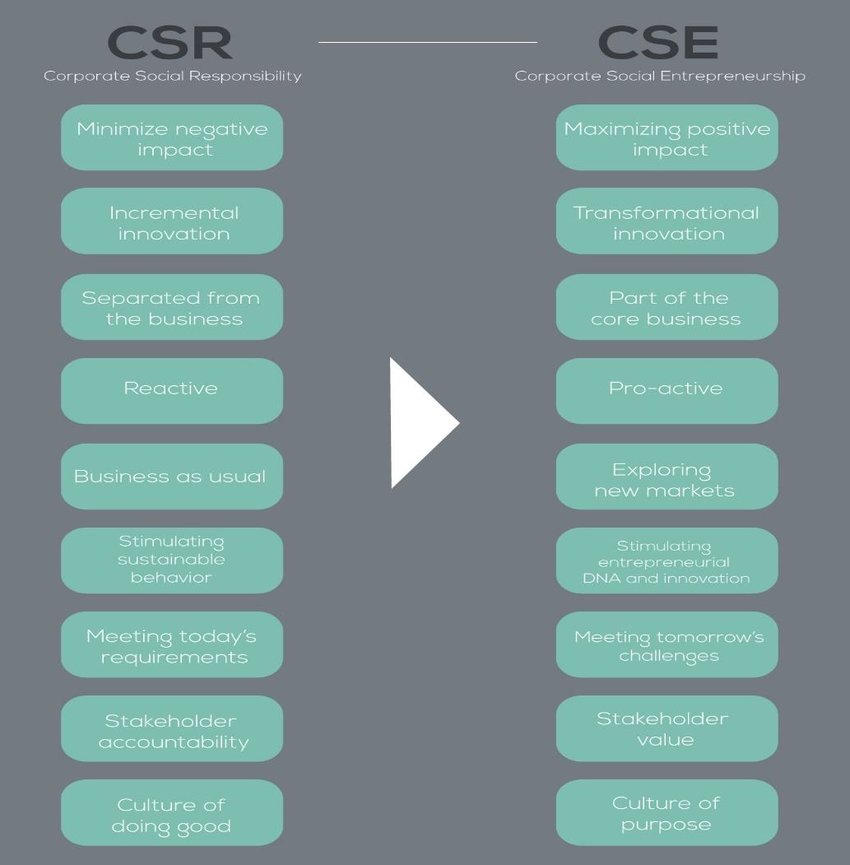 CSR
Corporate Social Responsibility
Minimize negative
impact
Incremental
innovation
Separated from
the business
Reactive
Business as usual
Stimulating
sustainable
behavior
Meeting today's
requirements
Stakeholder
accountability
Culture of
doing good
CSE
Corporate Social Entrepreneurship
Maximizing positive
impact
Transformational
innovation
Part of the
core business
Pro-active
Exploring
new markets
Stimulating
entrepreneurial
DNA and innovation
Meeting tomorrow's
challenges
Stakeholder
value
Culture of
purpose